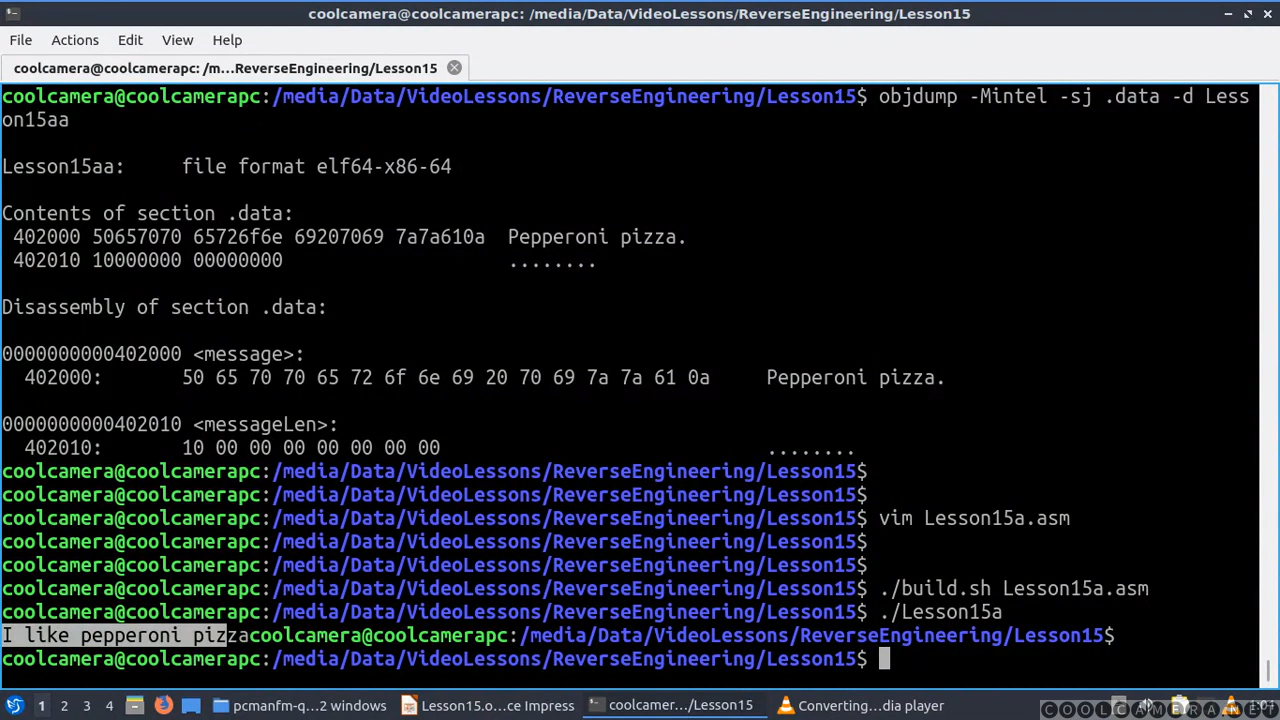 coolcamera@coolcamerapc: /media/Data/VideoLessons/ReverseEngineering/Lesson15
File Actions Edit View Help
coolcamera@coolcamerapc: /m...ReverseEngineering/Lesson15
coolcamera@coolcamerapc:/media/Data/VideoLessons/ReverseEngineering/Lesson15$ objdump -Mintel -sj .data -d Less
on15aa
Lesson15aa:     file format elf64-x86-64
Contents of section .data:
 402000 50657070 65726f6e 69207069 7a7a610a  Pepperoni pizza.
 402010 10000000 00000000                    ........
Disassembly of section .data:
0000000000402000 <message>:
  402000:       50 65 70 70 65 72 6f 6e 69 20 70 69 7a 7a 61 0a     Pepperoni pizza.
0000000000402010 <messageLen>:
  402010:       10 00 00 00 00 00 00 00                             ........
coolcamera@coolcamerapc:/media/Data/VideoLessons/ReverseEngineering/Lesson15$
coolcamera@coolcamerapc:/media/Data/VideoLessons/ReverseEngineering/Lesson15$
coolcamera@coolcamerapc:/media/Data/VideoLessons/ReverseEngineering/Lesson15$ vim Lesson15a.asm
coolcamera@coolcamerapc:/media/Data/VideoLessons/ReverseEngineering/Lesson15$
coolcamera@coolcamerapc:/media/Data/VideoLessons/ReverseEngineering/Lesson15$
coolcamera@coolcamerapc:/media/Data/VideoLessons/ReverseEngineering/Lesson15$ ./build.sh Lesson15a.asm
coolcamera@coolcamerapc:/media/Data/VideoLessons/ReverseEngineering/Lesson15$ ./Lesson15a
I like pepperoni pizzacoolcamera@coolcamerapc:/media/Data/VideoLessons/ReverseEngineering/Lesson15$
coolcamera@coolcamerapc:/media/Data/VideoLessons/ReverseEngineering/Lesson15$
1 2 3 4 pcmanfm-q...2 windows Lesson15.o...ce Impress coolcamer.../Lesson15 Converting...dia player
COOLCAMERA.NET